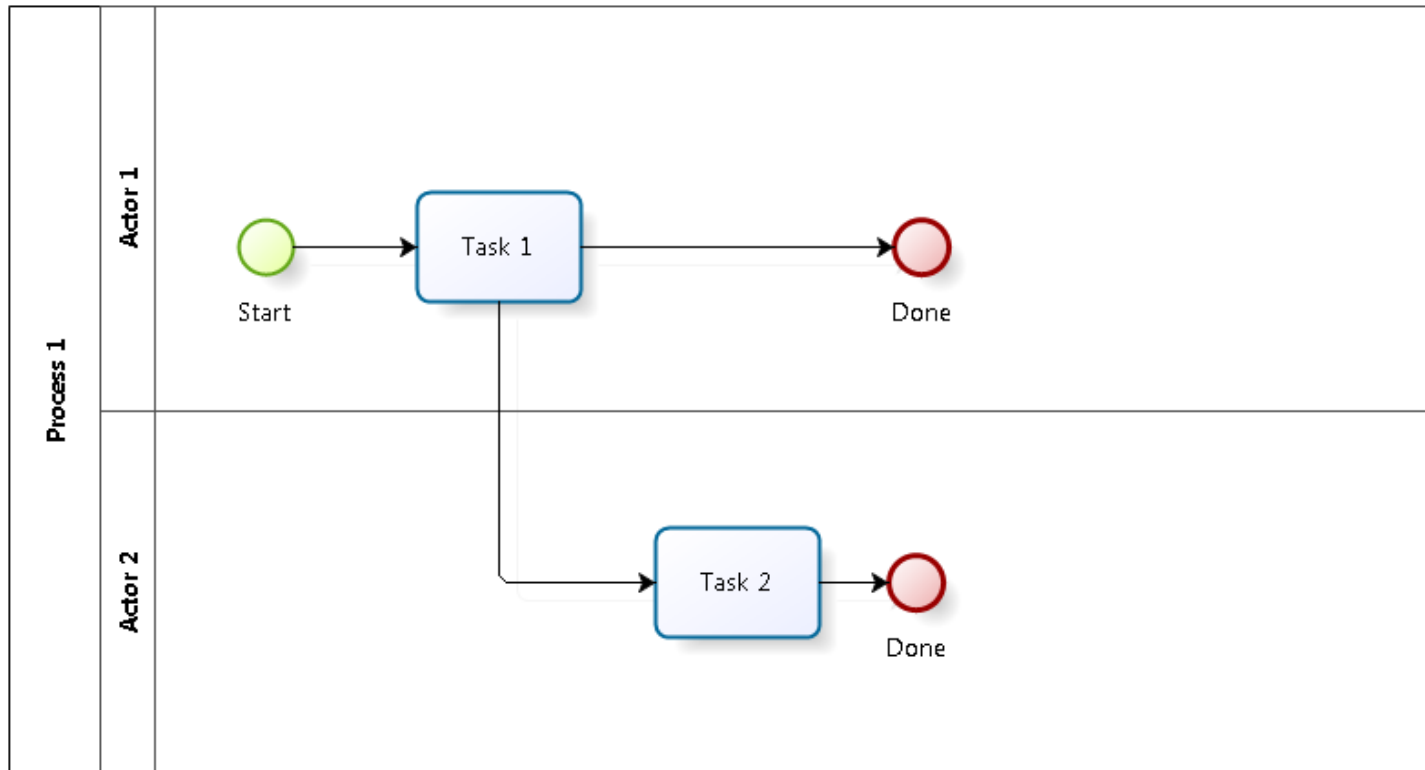 Process 1
Actor 1
Start
Task 1
Done
Actor 2
Task 2
Done